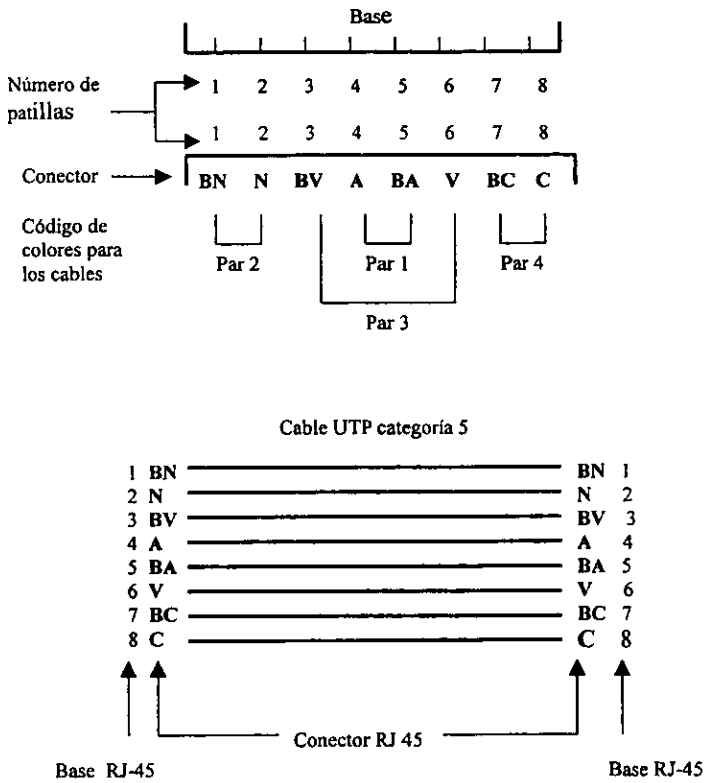 Base
Número de
patillas
1 2 3 4 5 6 7 8
1 2 3 4 5 6 7 8
Conector
BN N BV A BA V BC C
Código de
colores para
los cables
Par 2 Par 1 Par 4
Par 3
Cable UTP categoría 5
1 BN BN 1
2 N N 2
3 BV BV 3
4 A A 4
5 BA BA 5
6 V V 6
7 BC BC 7
8 C C 8
Conector RJ 45
Base RJ-45 Base RJ-45